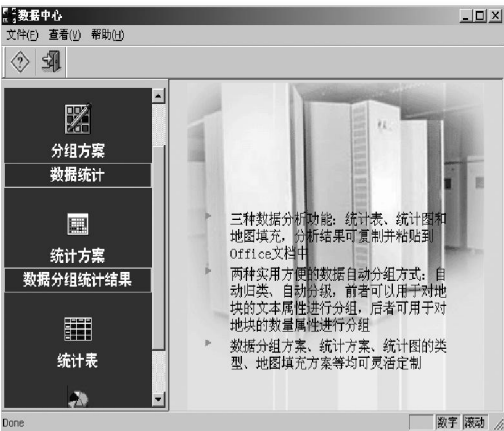 数据中心
文件(F) 查看(V) 帮助(H)
分组方案
数据统计
统计方案
数据分组统计结果
统计表
三种数据分析功能：统计表、统计图和
地图填充，分析结果可复制并粘贴到
Office文档中
两种实用方便的数据自动分组方式：自
动归类、自动分级，前者可以用于对地
块的文本属性进行分组，后者可用于对
地块的数量属性进行分组
数据分组方案、统计方案、统计图的类
型、地图填充方案等均可灵活定制
Done
数字 滚动